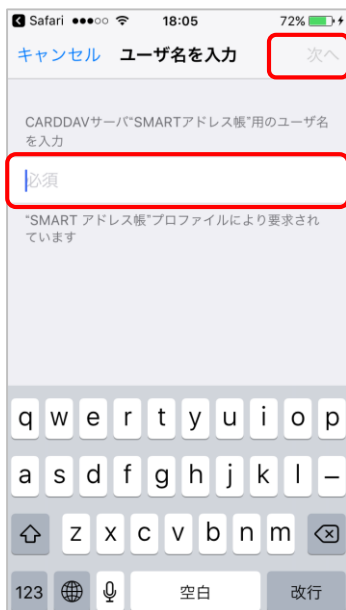 Safari 18:05 72%
キャンセル ユーザ名を入力 次へ
CARDDAVサーバ“SMARTアドレス帳”用のユーザ名
を入力
必須
“SMART アドレス帳”プロファイルにより要求され
ています
q w e r t y u i o p
a s d f g h j k l –
z x c v b n m
123 空白 改行